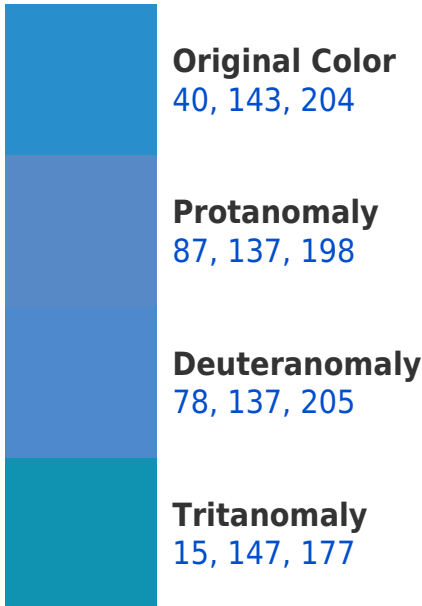 Original Color
40, 143, 204
Protanomaly
87, 137, 198
Deuteranomaly
78, 137, 205
Tritanomaly
15, 147, 177